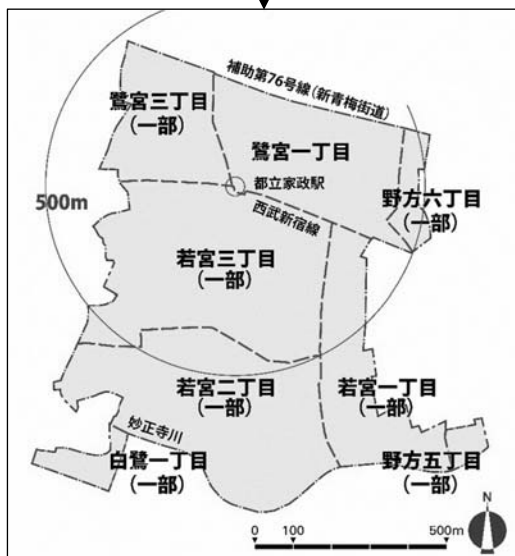 補助第76号線(新青梅街道)
鷺宮三丁目
(一部)
鷺宮一丁目
都立家政駅
500m
西武新宿線
野方六丁目
(一部)
若宮三丁目
(一部)
若宮二丁目
(一部)
若宮一丁目
(一部)
妙正寺川
白鷺一丁目
(一部)
野方五丁目
(一部)
N
0 100 500m